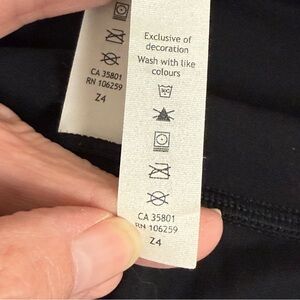 CA 35801
RN 106259
Z4
Exclusive of
decoration
Wash with like
colours
CA 35801
RN 106259
Z4